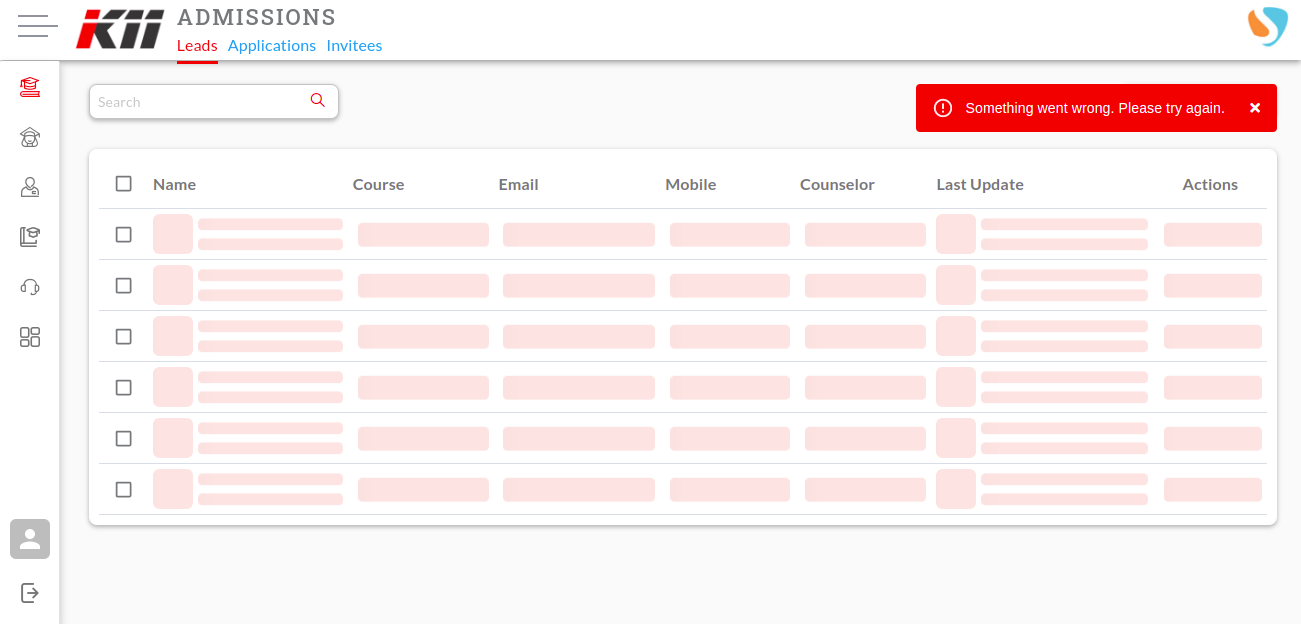 KII
ADMISSIONS
Leads Applications Invitees
Search
Something went wrong. Please try again.
Name Course Email Mobile Counselor Last Update Actions